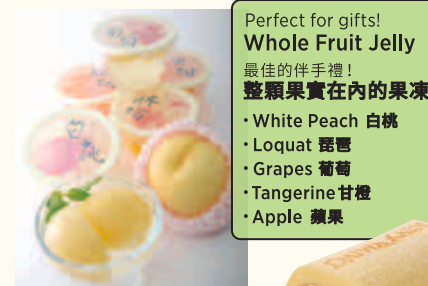 Perfect for gifts!
Whole Fruit Jelly
最佳的伴手禮！
整顆果實在內的果凍
・White Peach 白桃
・Loquat 琵琶
・Grapes 葡萄
・Tangerine甘橙
・Apple 蘋果
白桃